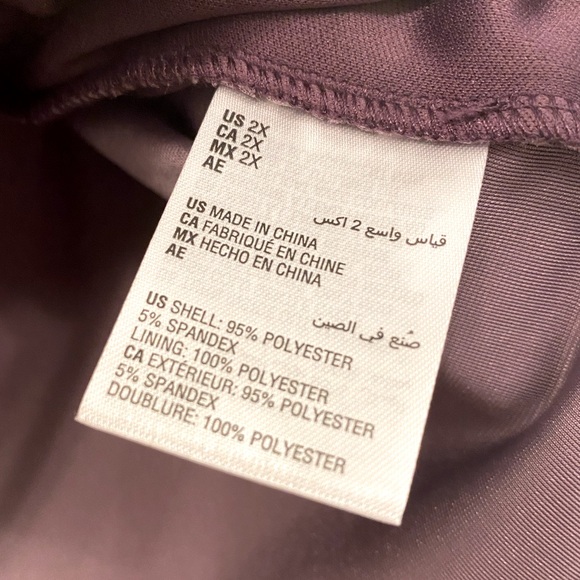 US 2X
CA 2X
MX 2X
AE
قياس واسع 2 اكس
US MADE IN CHINA
CA FABRIQUÉ EN CHINE
MX HECHO EN CHINA
AE
صُنع في الصين
US SHELL: 95% POLYESTER
5% SPANDEX
LINING: 100% POLYESTER
CA EXTÉRIEUR: 95% POLYESTER
5% SPANDEX
DOUBLURE: 100% POLYESTER